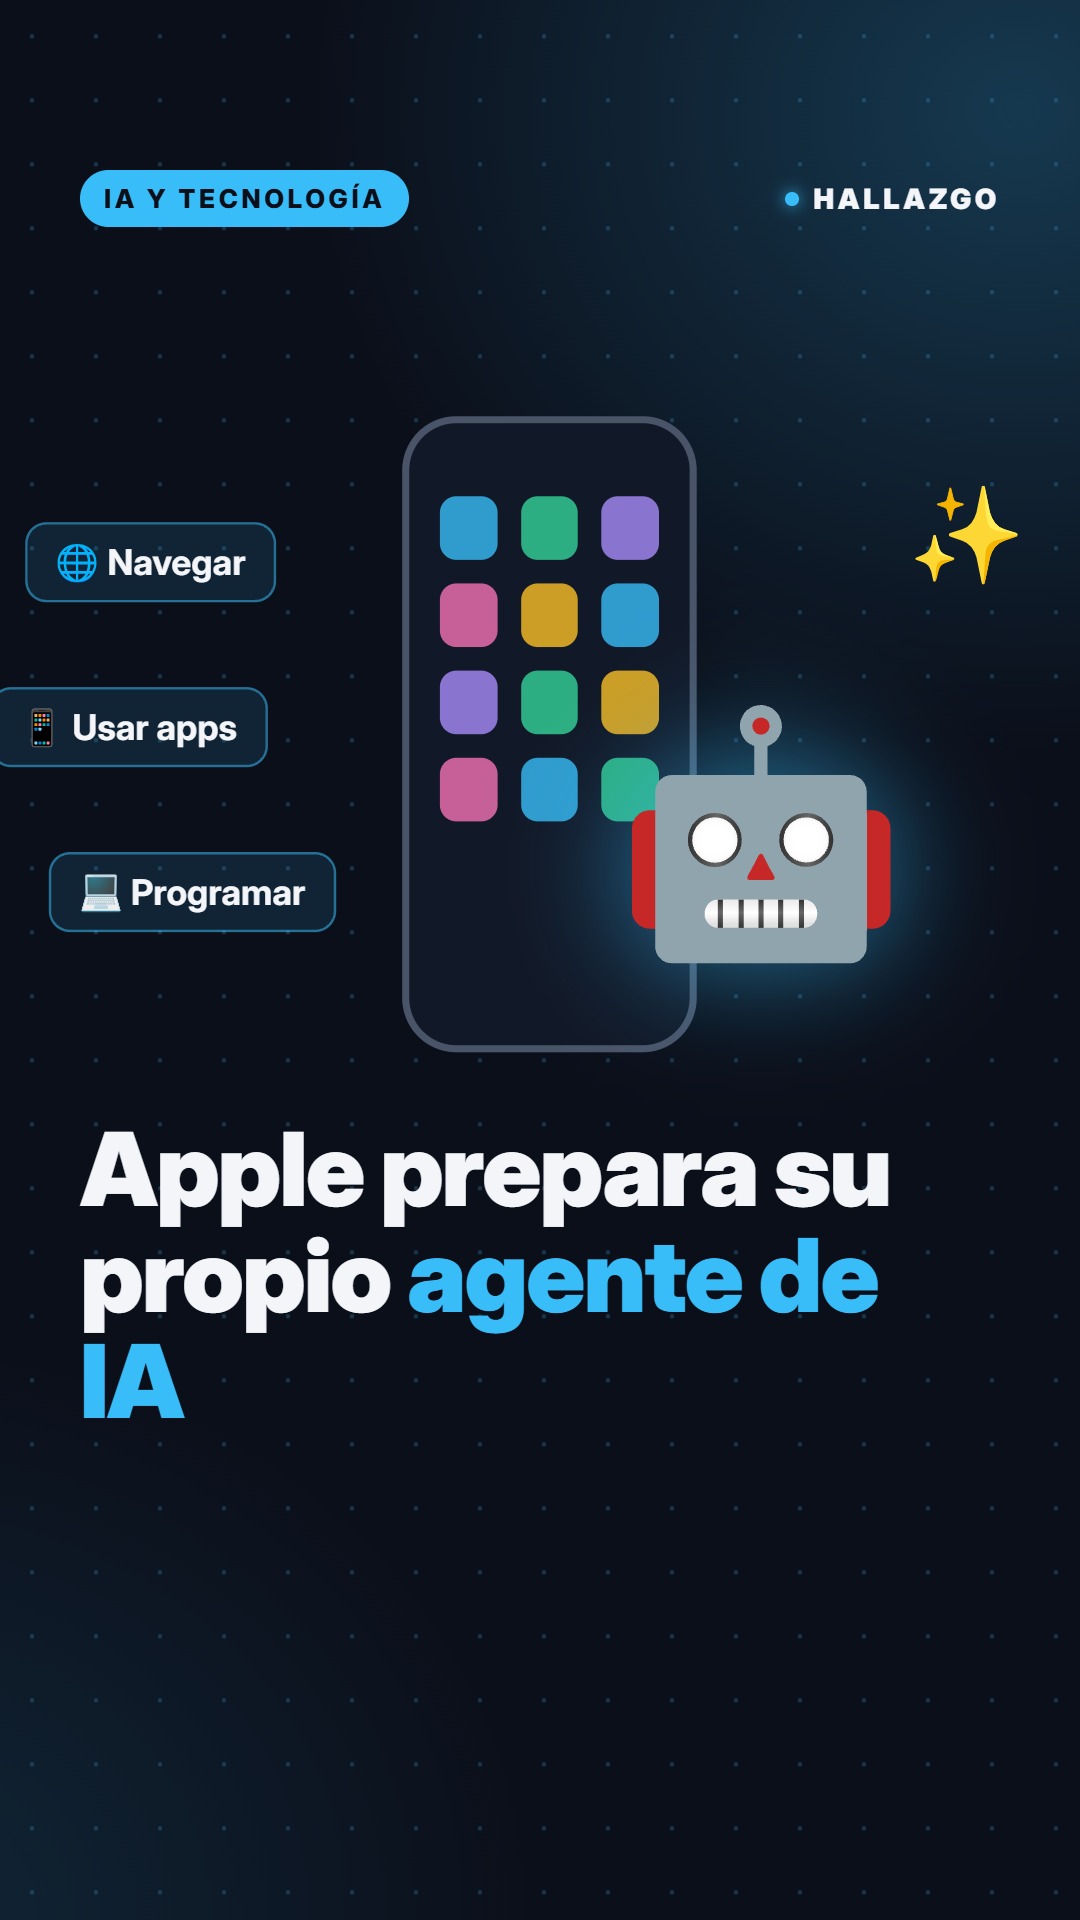 IA Y TECNOLOGÍA
HALLAZGO
Navegar
Usar apps
Programar
Apple prepara su
propio agente de
IA